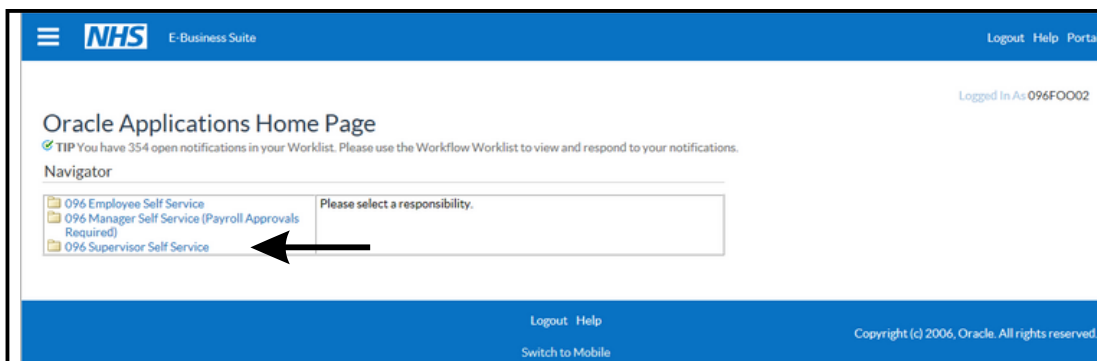 NHS E-Business Suite Logout Help Porta
Logged In As 096FOO02
Oracle Applications Home Page
TIP You have 354 open notifications in your Worklist. Please use the Workflow Worklist to view and respond to your notifications.
Navigator
096 Employee Self Service
096 Manager Self Service (Payroll Approvals
Required)
096 Supervisor Self Service
Please select a responsibility.
Logout Help
Copyright (c) 2006, Oracle. All rights reserved.
Switch to Mobile